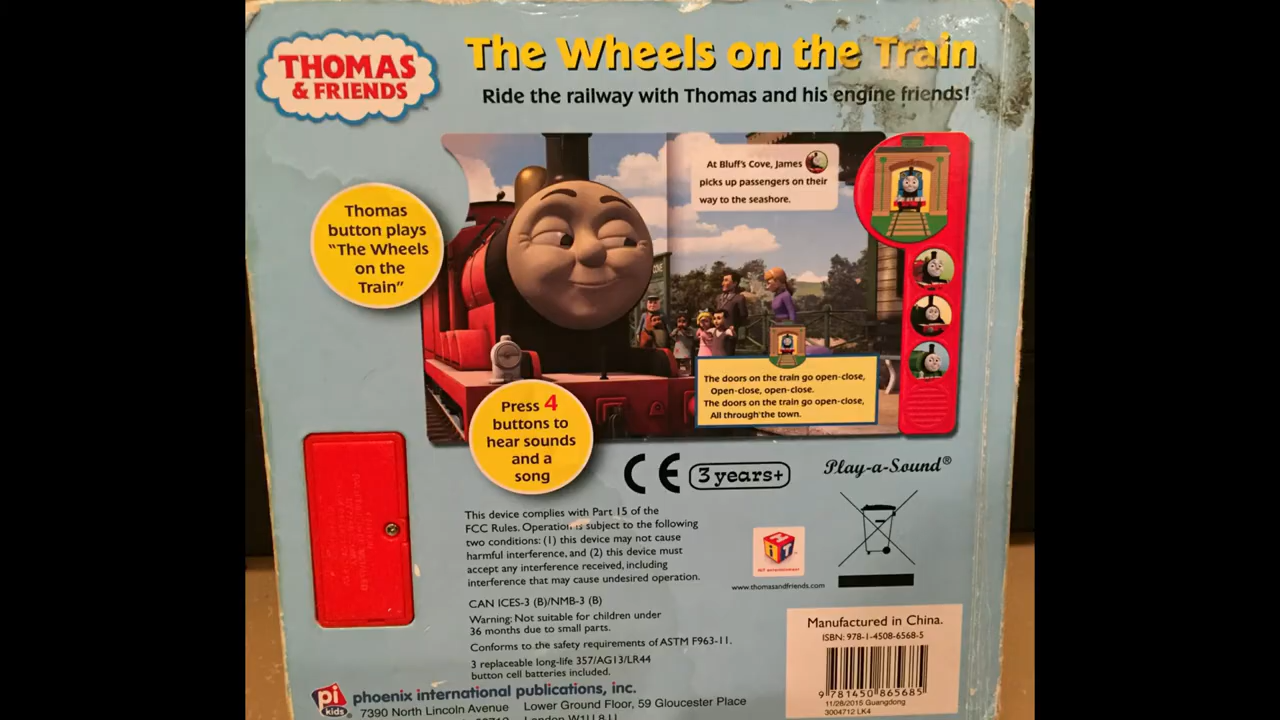 THOMAS
& FRIENDS
The Wheels on the Train
Ride the railway with Thomas and his engine friends!
At Bluff's Cove, James
picks up passengers on their
way to the seashore.
Thomas
button plays
"The Wheels
on the
Train"
The doors on the train go open-close,
Open-close, open-close.
The doors on the train go open-close,
All through the town.
Press 4
buttons to
hear sounds
and a
song
CE
3 years+
Play-a-Sound®
This device complies with Part 15 of the
FCC Rules. Operation is subject to the following
two conditions: (1) this device may not cause
harmful interference, and (2) this device must
accept any interference received, including
interference that may cause undesired operation.
HiT
HiT entertainment
www.thomasandfriends.com
CAN ICES-3 (B)/NMB-3 (B)
Warning: Not suitable for children under
36 months due to small parts.
Conforms to the safety requirements of ASTM F963-11.
3 replaceable long-life 357/AG13/LR44
button cell batteries included.
Manufactured in China.
ISBN: 978-1-4508-6568-5
9 781450 865685
11/28/2015 Guangdong
3004712 LK4
pi
kids®
phoenix international publications, inc.
7390 North Lincoln Avenue
Lower Ground Floor, 59 Gloucester Place
London W1U 8JJ